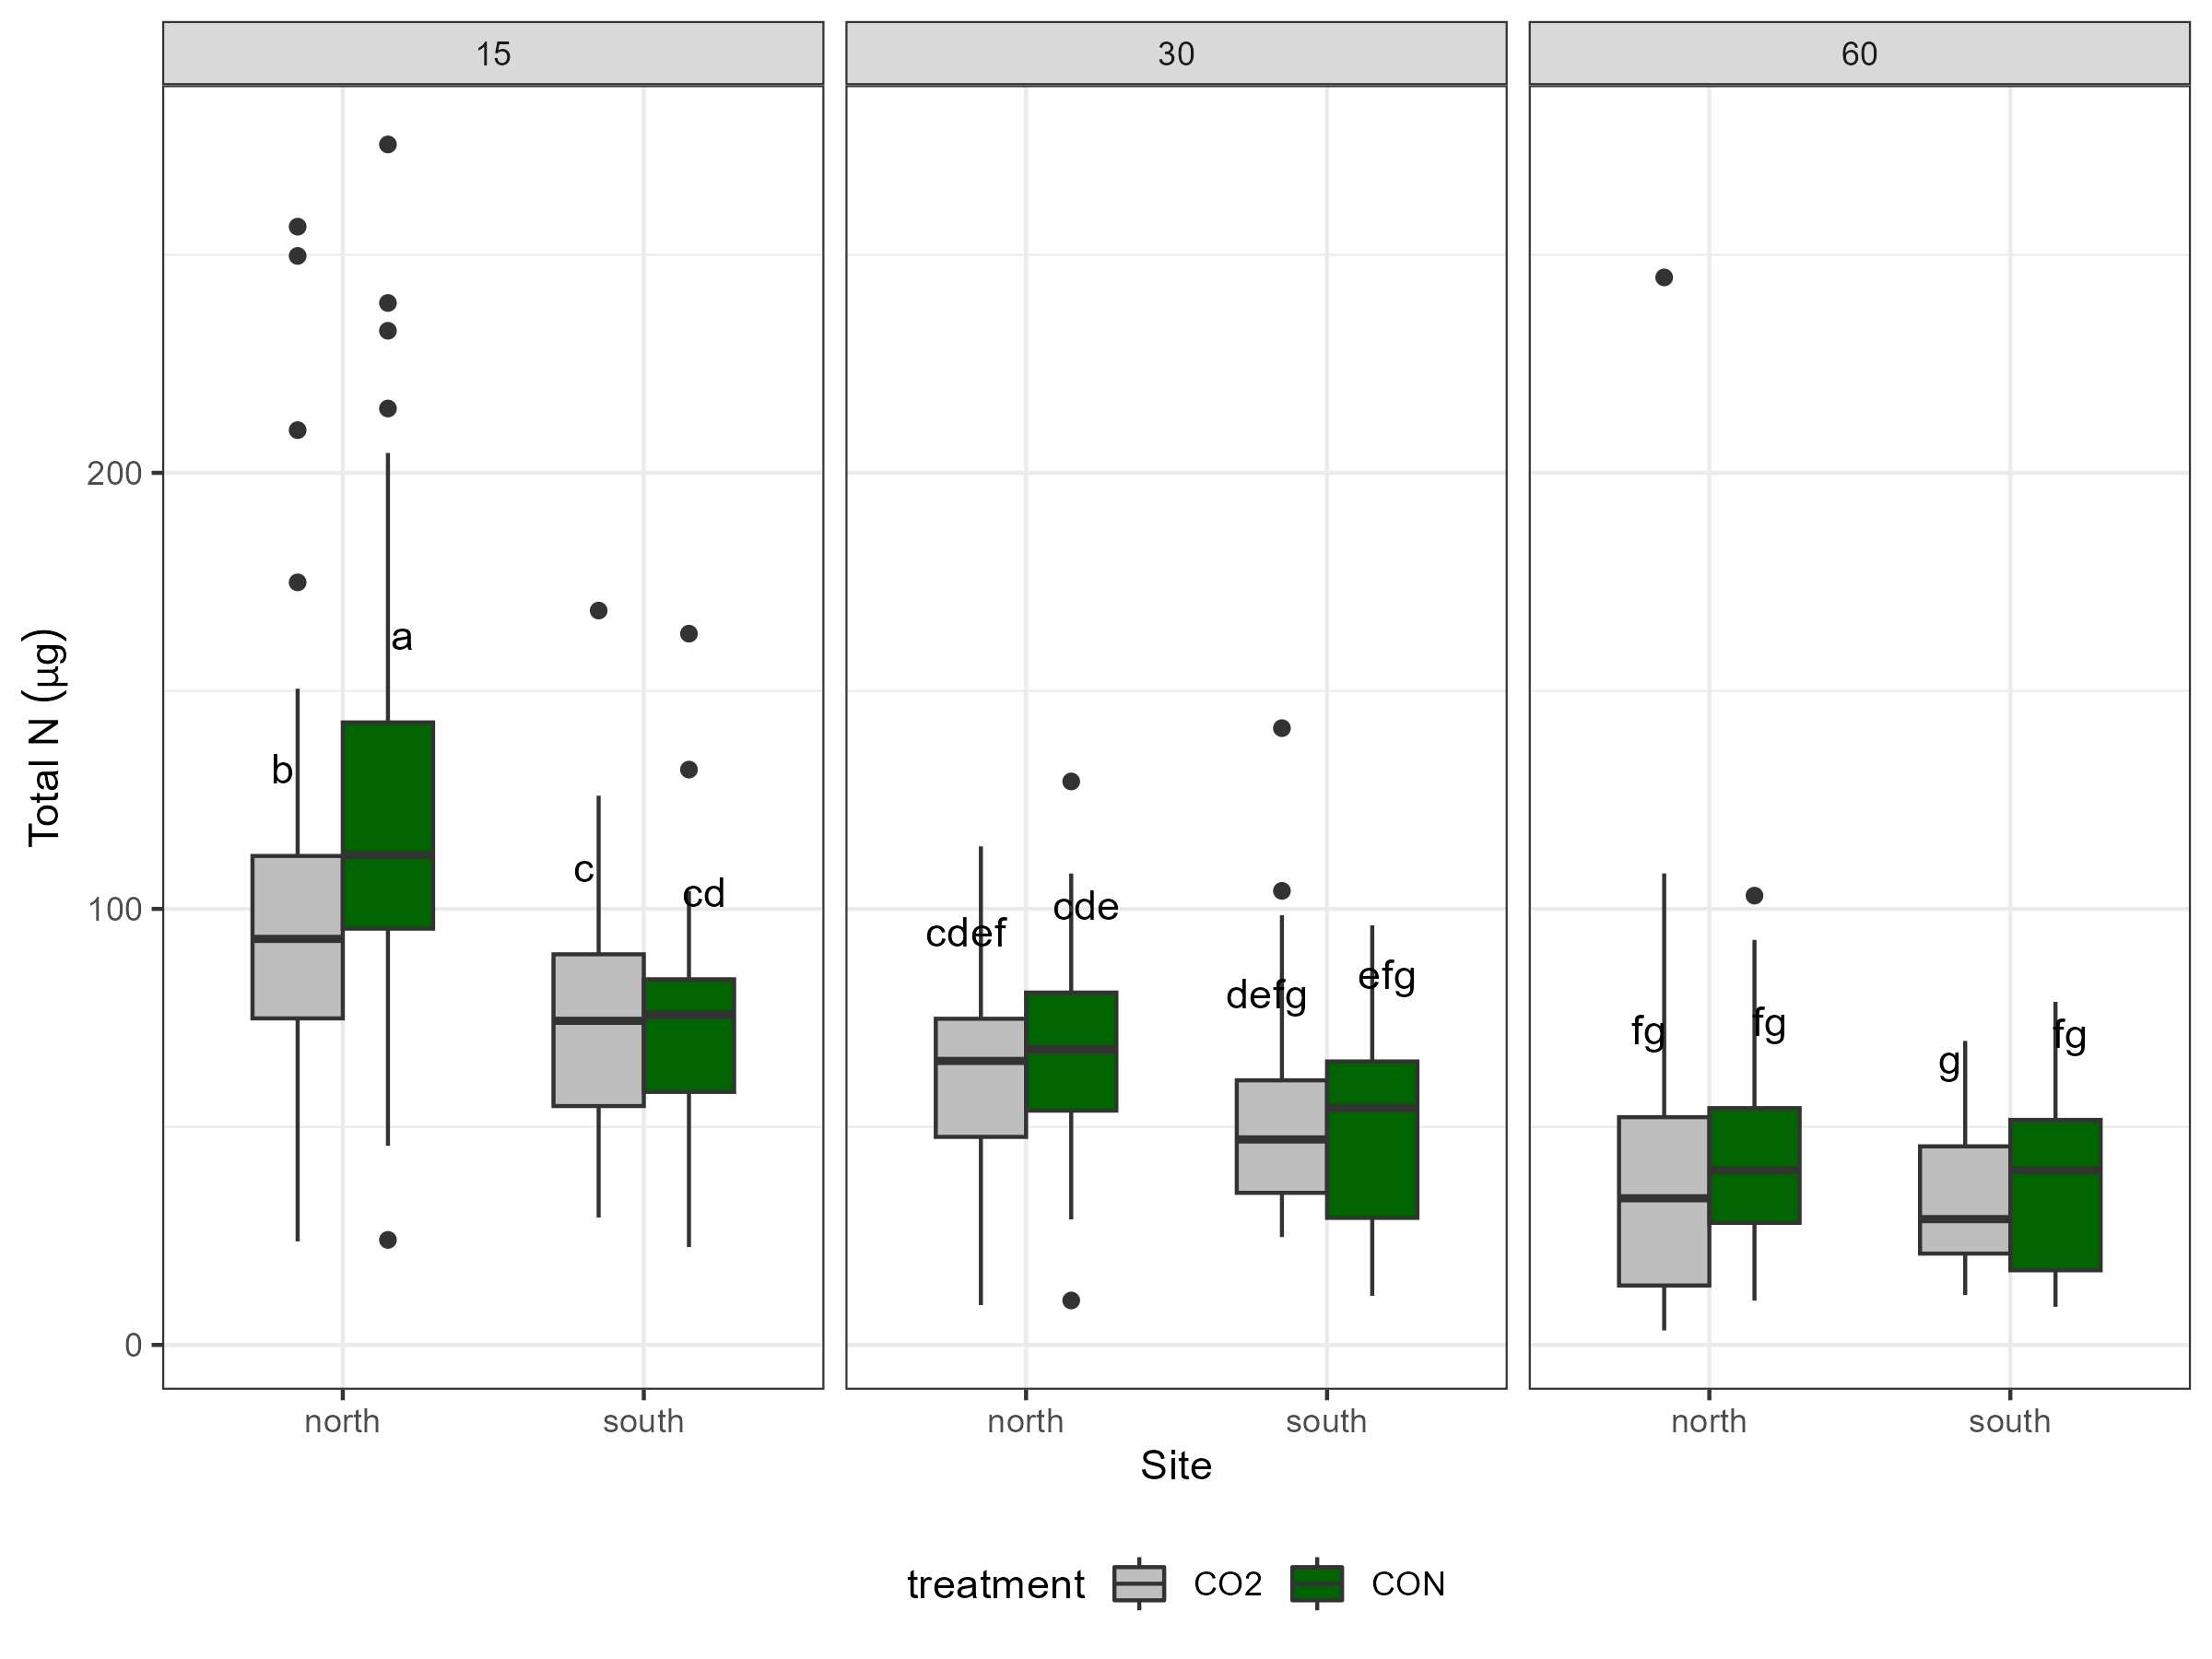 15 30 60
Total N (µg)
200
100
0
a
b
c
cd
cdef
cde
defg
efg
fg
fg
g
fg
north south north south north south
Site
treatment CO2 CON